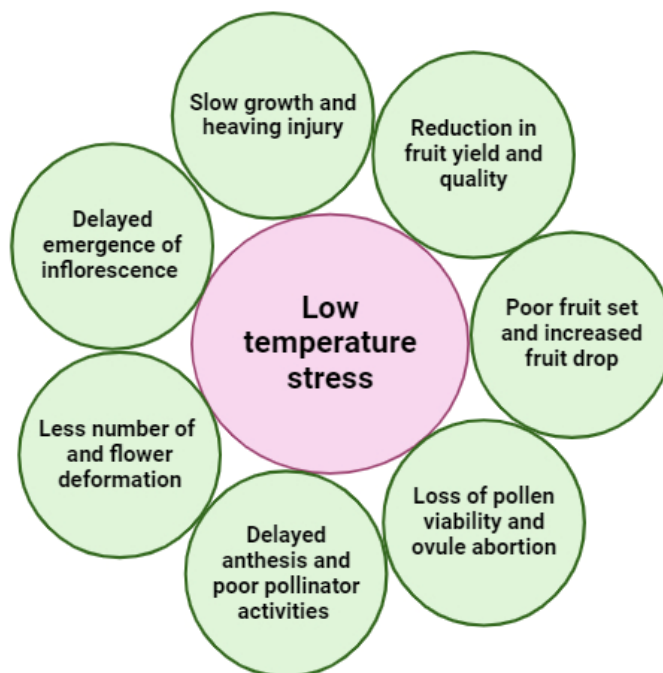 Slow growth and
heaving injury
Reduction in
fruit yield and
quality
Delayed
emergence of
inflorescence
Low
temperature
stress
Poor fruit set
and increased
fruit drop
Less number of
and flower
deformation
Loss of pollen
viability and
ovule abortion
Delayed
anthesis and
poor pollinator
activities